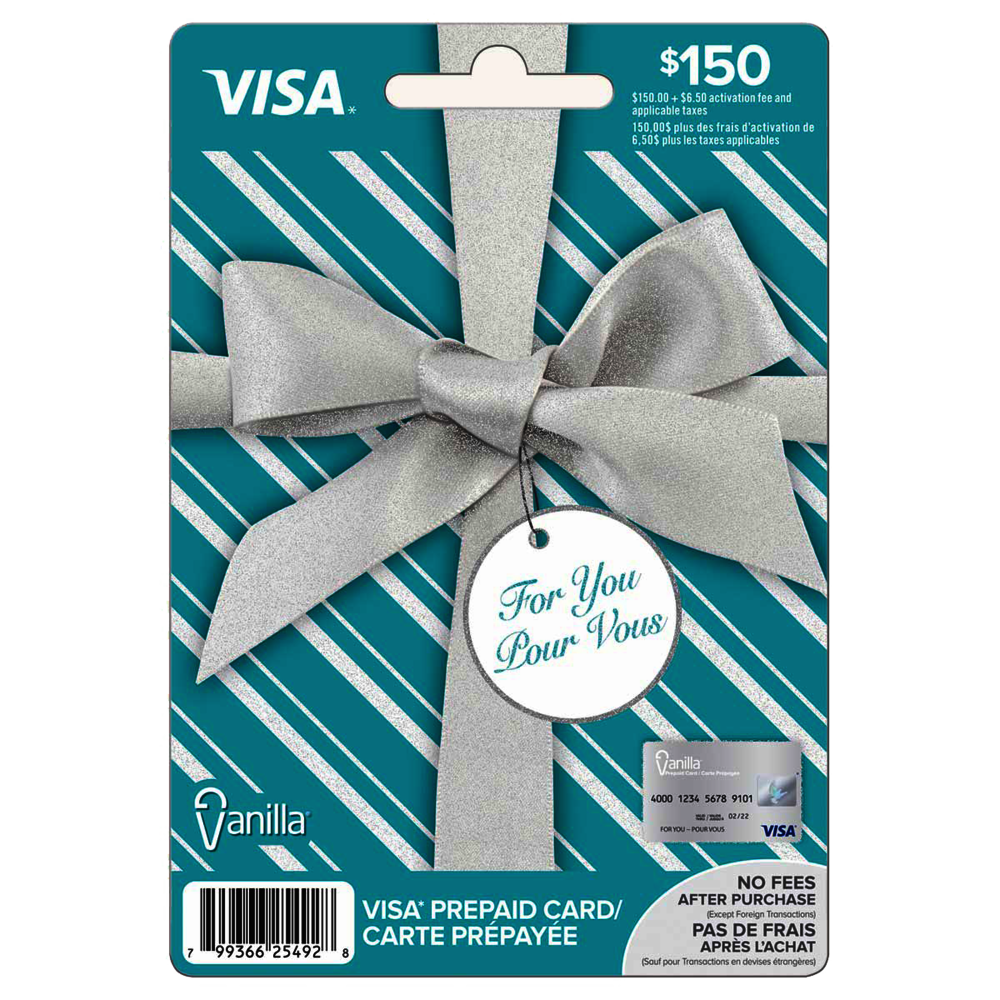 VISA*
$150
$150.00 + $6.50 activation fee and
applicable taxes
150,00$ plus des frais d'activation de
6,50$ plus les taxes applicables
For You
Pour Vous
Vanilla
Prepaid Card / Carte Prépayée
4000 1234 5678 9101
02/22
FOR YOU – POUR VOUS
VISA
Vanilla
7 99366 25492 8
VISA* PREPAID CARD/
CARTE PRÉPAYÉE
NO FEES
AFTER PURCHASE
(Except Foreign Transactions)
PAS DE FRAIS
APRÈS L'ACHAT
(Sauf pour Transactions en devises étrangères)